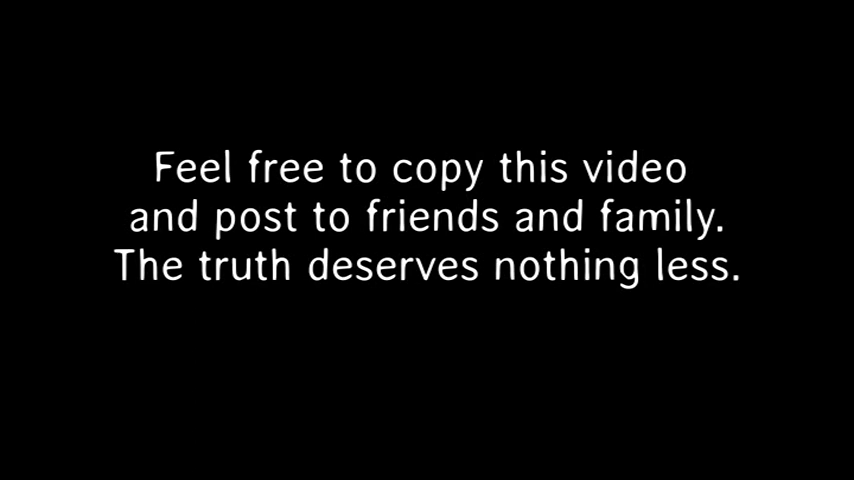 Feel free to copy this video
and post to friends and family.
The truth deserves nothing less.